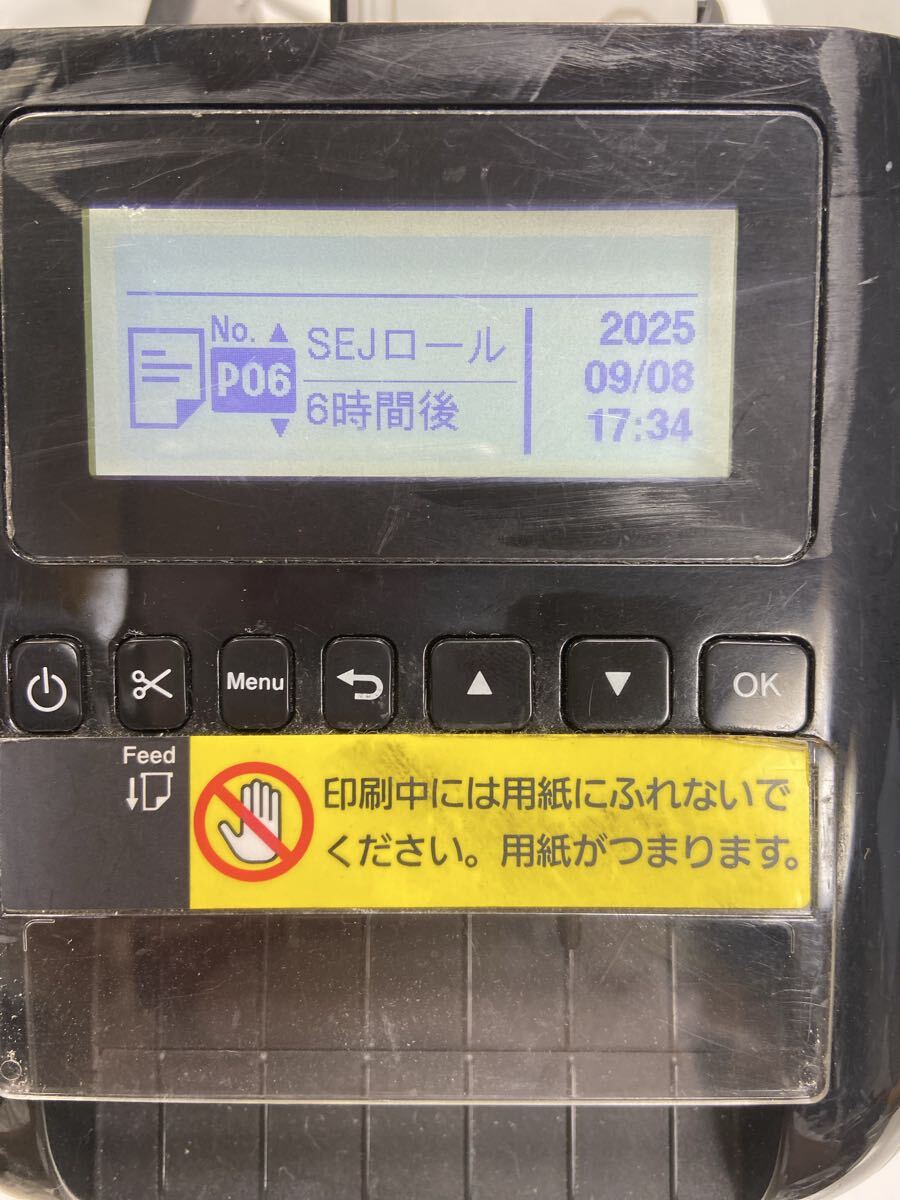 No. ▲
P06
▼
SEJロール
6時間後
2025
09/08
17:34
Menu
▲
▼
OK
Feed
印刷中には用紙にふれないで
ください。用紙がつまります。